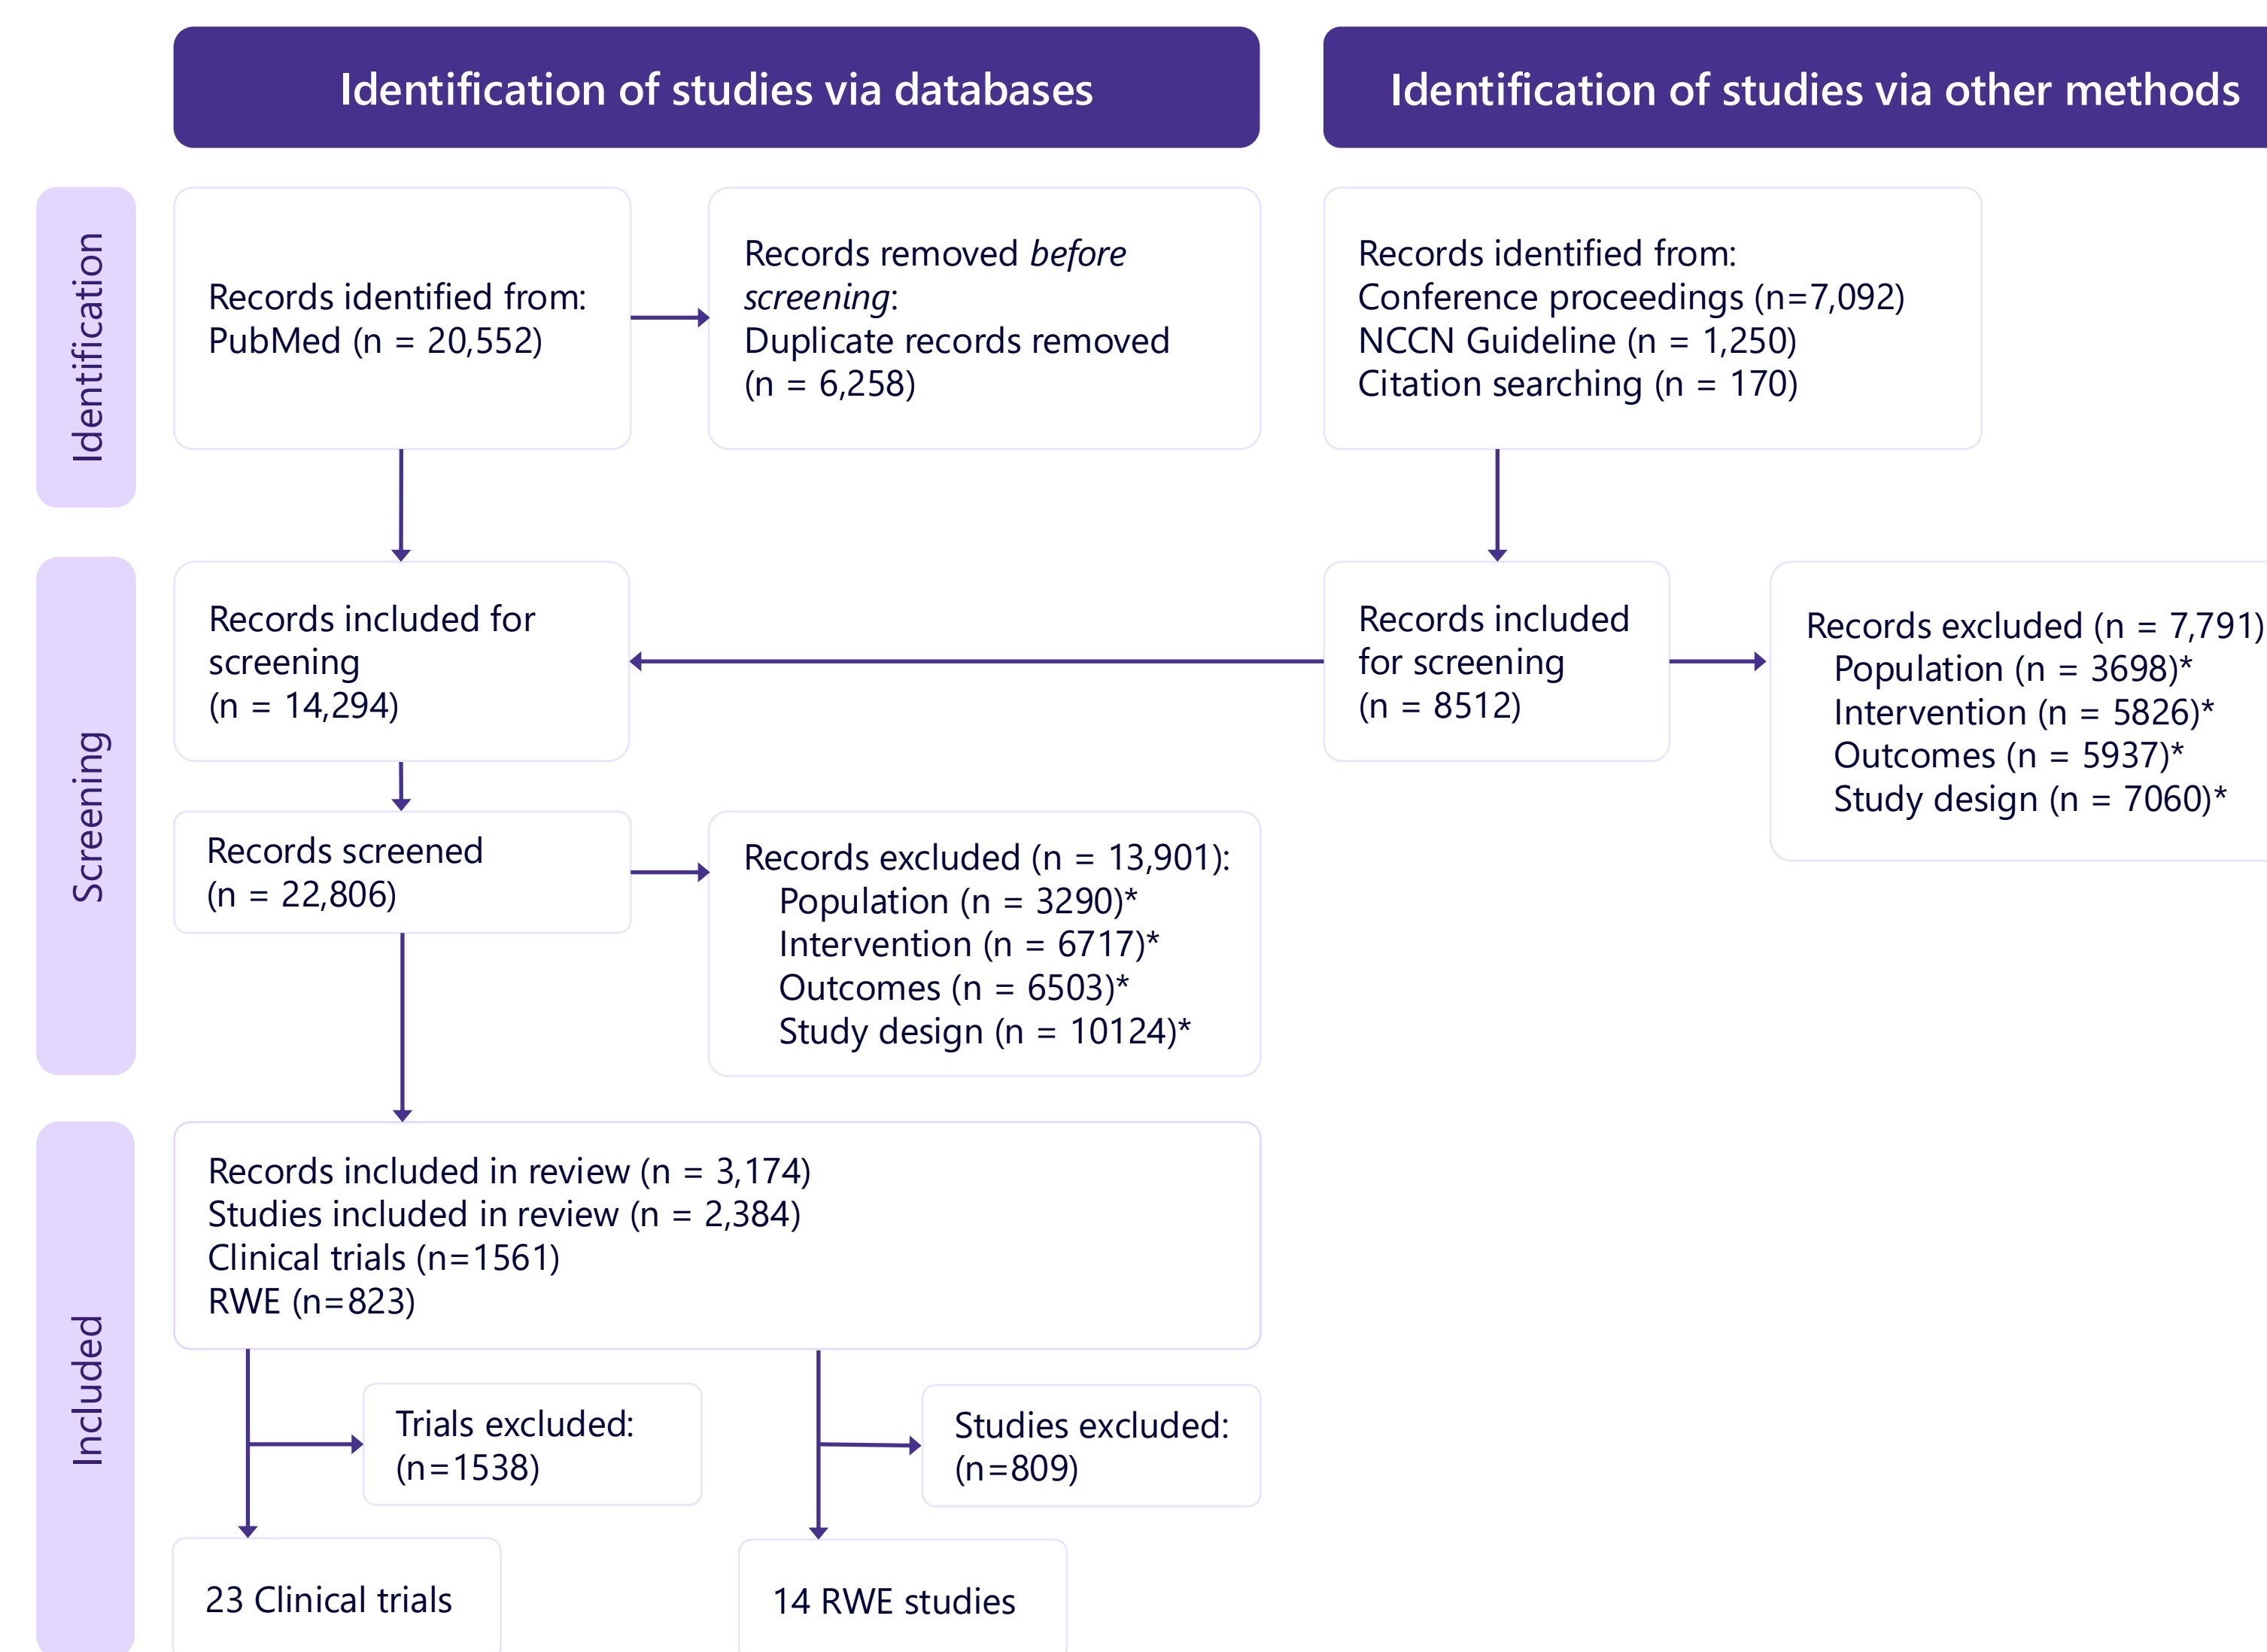 Identification of studies via databases
Identification of studies via other methods
Identification
Records identified from:
PubMed (n = 20,552)
Records removed before
screening:
Duplicate records removed
(n = 6,258)
Records identified from:
Conference proceedings (n=7,092)
NCCN Guideline (n = 1,250)
Citation searching (n = 170)
Screening
Records included for
screening
(n = 14,294)
Records included
for screening
(n = 8512)
Records excluded (n = 7,791)
Population (n = 3698)*
Intervention (n = 5826)*
Outcomes (n = 5937)*
Study design (n = 7060)*
Records screened
(n = 22,806)
Records excluded (n = 13,901):
Population (n = 3290)*
Intervention (n = 6717)*
Outcomes (n = 6503)*
Study design (n = 10124)*
Included
Records included in review (n = 3,174)
Studies included in review (n = 2,384)
Clinical trials (n=1561)
RWE (n=823)
Trials excluded:
(n=1538)
Studies excluded:
(n=809)
23 Clinical trials
14 RWE studies